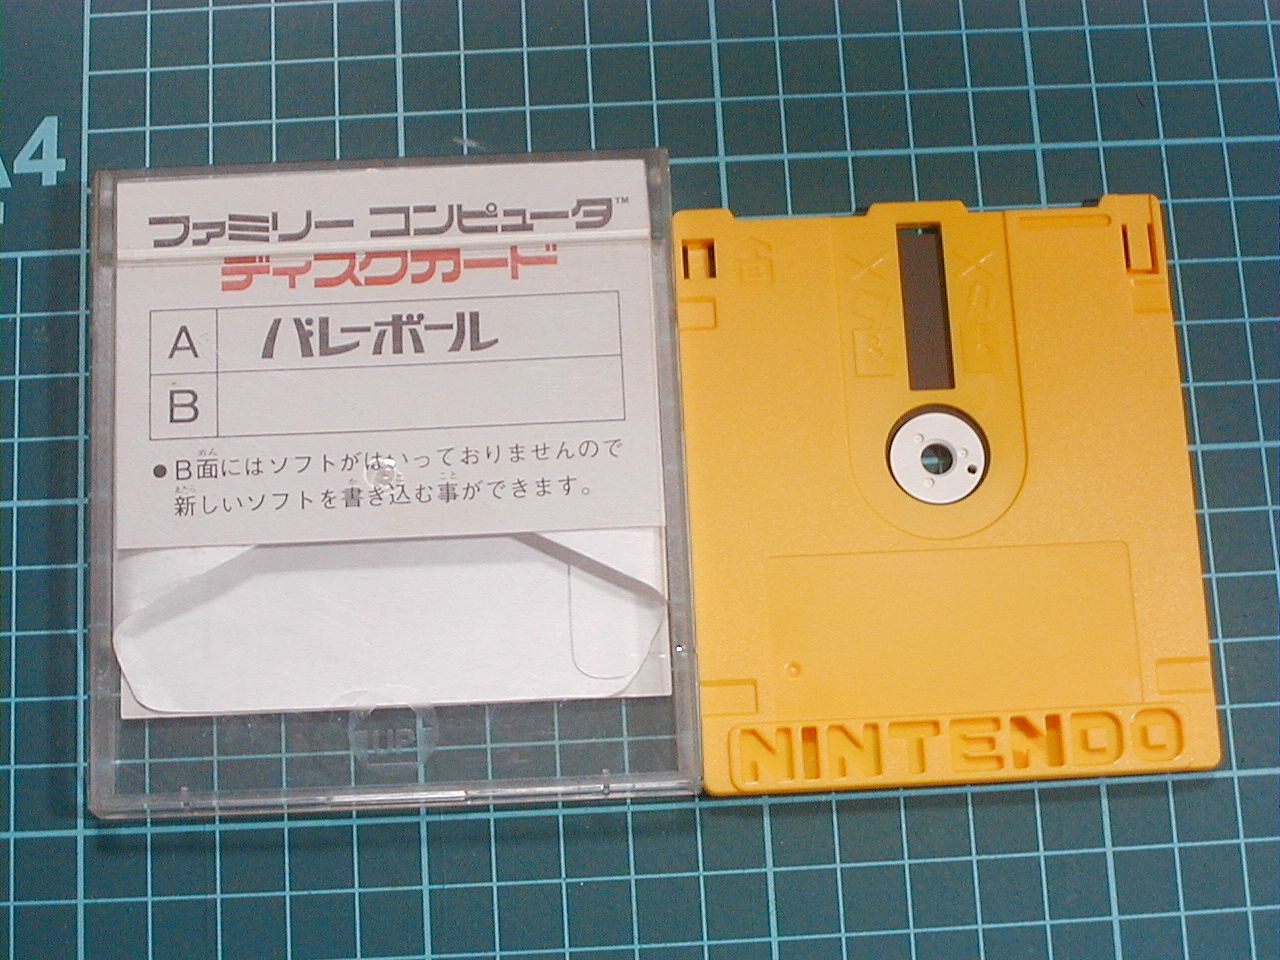 A4
ファミリー コンピュータ™
ディスクカード
A バレーボール
B
●B面にはソフトがはいっておりませんので
新しいソフトを書き込む事ができます。
UP
NINTENDO